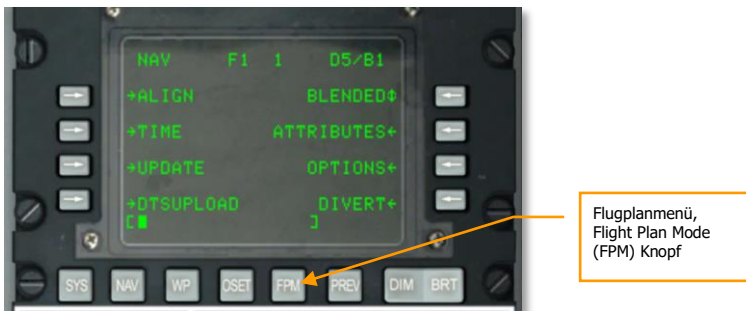 NAV F1 1 D5/B1
→ALIGN BLENDED⇕
→TIME ATTRIBUTES←
→UPDATE OPTIONS←
→DTSUPLOAD DIVERT←
[█ ]
SYS NAV WP OSET FPM PREV DIM BRT
Flugplanmenü,
Flight Plan Mode
(FPM) Knopf